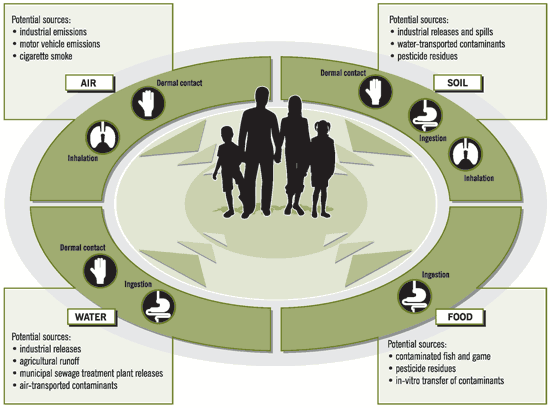 Potential sources:
• industrial emissions
• motor vehicle emissions
• cigarette smoke
AIR
Dermal contact
Inhalation
Potential sources:
• industrial releases and spills
• water-transported contaminants
• pesticide residues
SOIL
Dermal contact
Ingestion
Inhalation
Dermal contact
Ingestion
WATER
Potential sources:
• industrial releases
• agricultural runoff
• municipal sewage treatment plant releases
• air-transported contaminants
Ingestion
FOOD
Potential sources:
• contaminated fish and game
• pesticide residues
• in-vitro transfer of contaminants